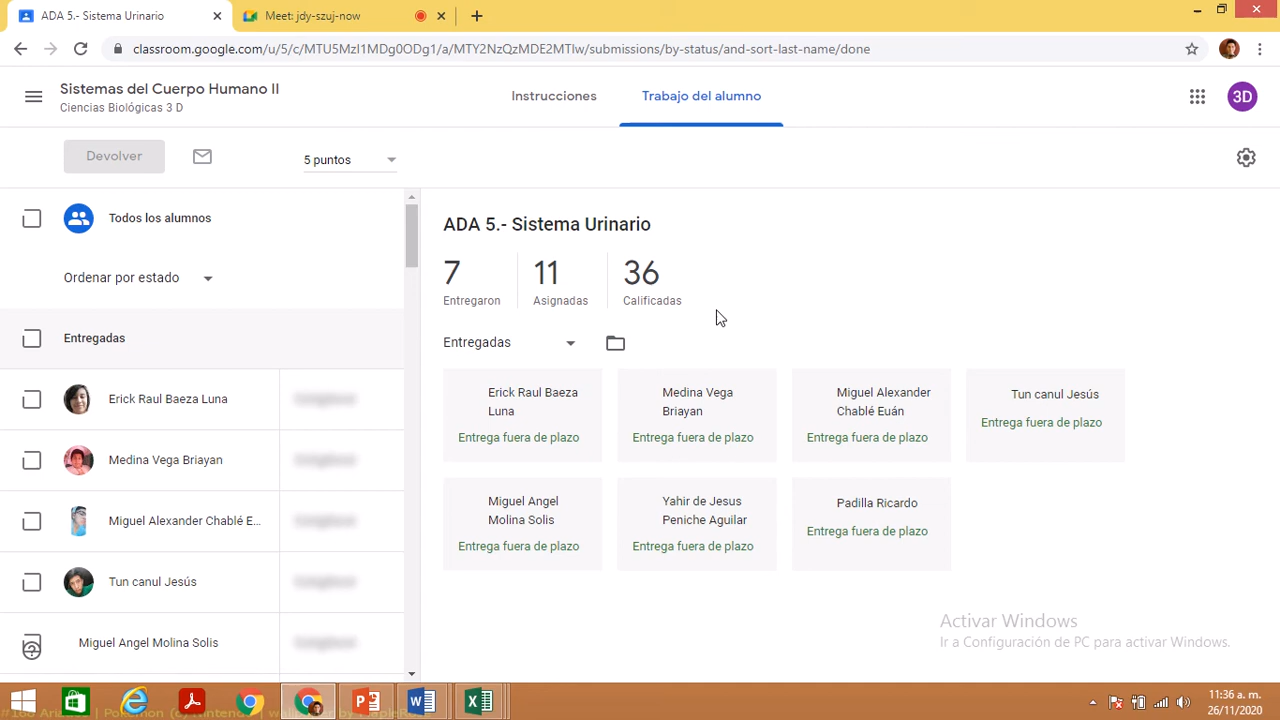 ADA 5.- Sistema Urinario
Meet: jdy-szuj-now
classroom.google.com/u/5/c/MTU5MzI1MDg0ODg1/a/MTY2NzQzMDE2MTIw/submissions/by-status/and-sort-last-name/done
Sistemas del Cuerpo Humano II
Ciencias Biológicas 3 D
Instrucciones
Trabajo del alumno
3D
Devolver
5 puntos
Todos los alumnos
Ordenar por estado
Entregadas
Erick Raul Baeza Luna
Medina Vega Briayan
Miguel Alexander Chablé E...
Tun canul Jesús
Miguel Angel Molina Solis
ADA 5.- Sistema Urinario
7
11
36
Entregaron
Asignadas
Calificadas
Entregadas
Erick Raul Baeza
Luna
Entrega fuera de plazo
Medina Vega
Briayan
Entrega fuera de plazo
Miguel Alexander
Chablé Euán
Entrega fuera de plazo
Tun canul Jesús
Entrega fuera de plazo
Miguel Angel
Molina Solis
Entrega fuera de plazo
Yahir de Jesus
Peniche Aguilar
Entrega fuera de plazo
Padilla Ricardo
Entrega fuera de plazo
Activar Windows
Ir a Configuración de PC para activar Windows.
11:36 a. m.
26/11/2020